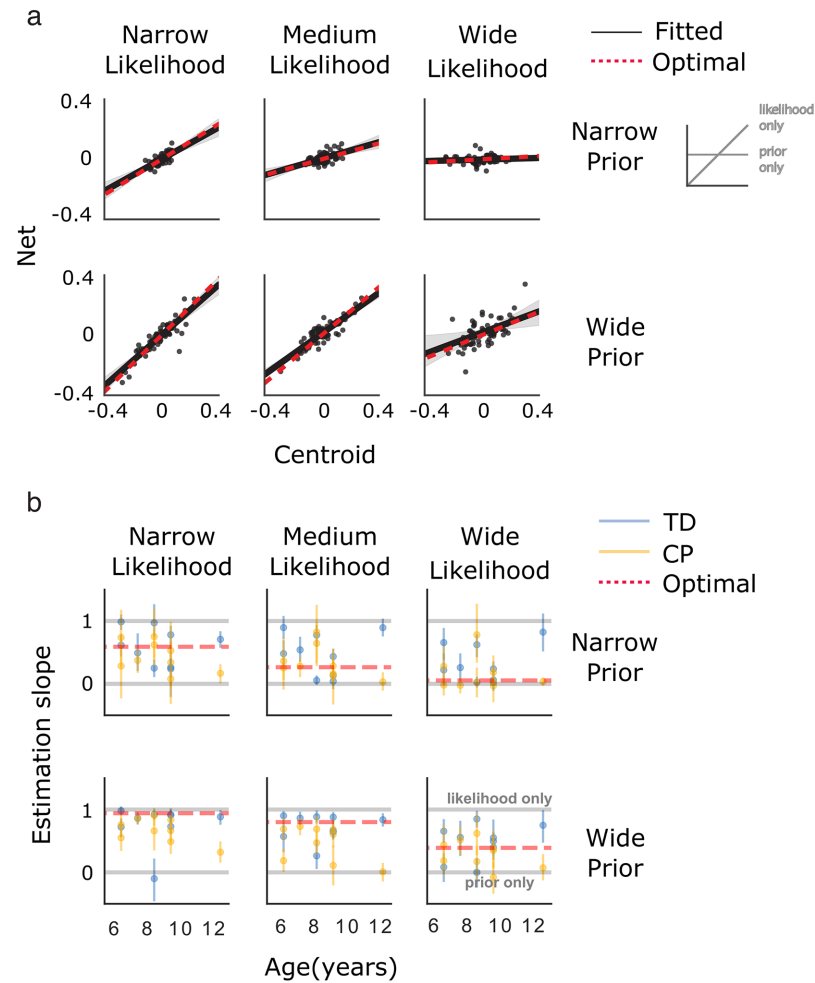 a
Narrow
Likelihood
Medium
Likelihood
Wide
Likelihood
Fitted
Optimal
0.4
0
-0.4
Narrow
Prior
likelihood
only
prior
only
Net
0.4
0
-0.4
-0.4 0 0.4
-0.4 0 0.4
-0.4 0 0.4
Wide
Prior
Centroid
b
Narrow
Likelihood
Medium
Likelihood
Wide
Likelihood
TD
CP
Optimal
1
0
Narrow
Prior
Estimation slope
1
0
likelihood only
prior only
Wide
Prior
6 8 10 12
6 8 10 12
6 8 10 12
Age(years)